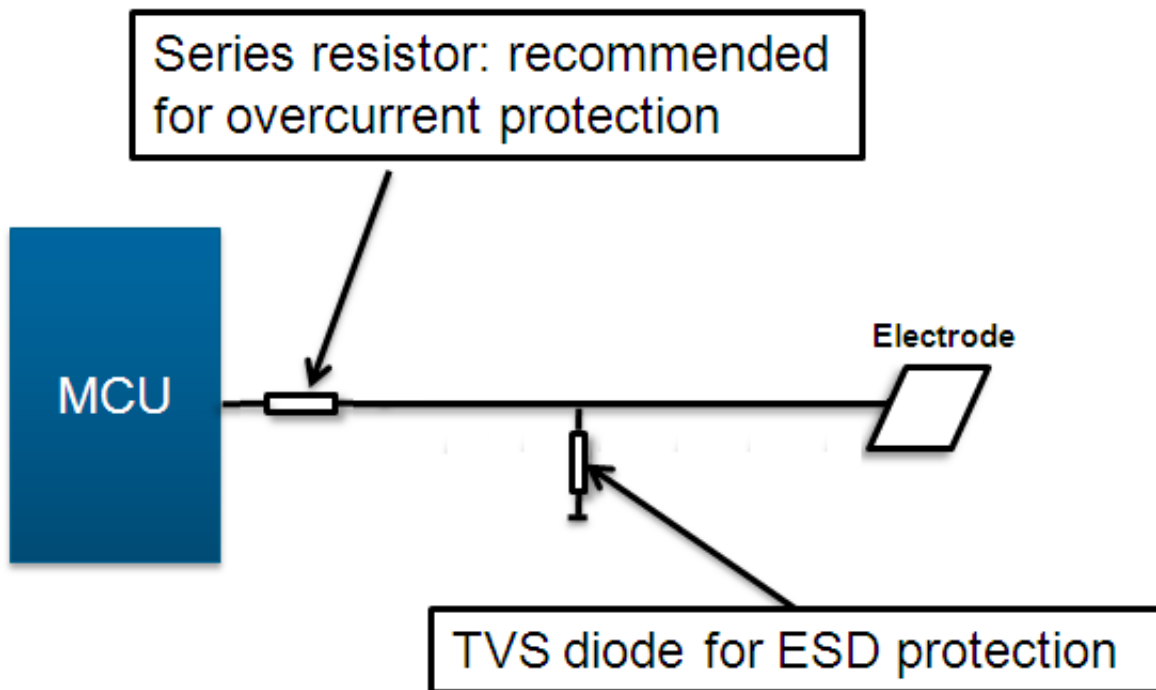 Series resistor: recommended
for overcurrent protection
MCU
Electrode
TVS diode for ESD protection